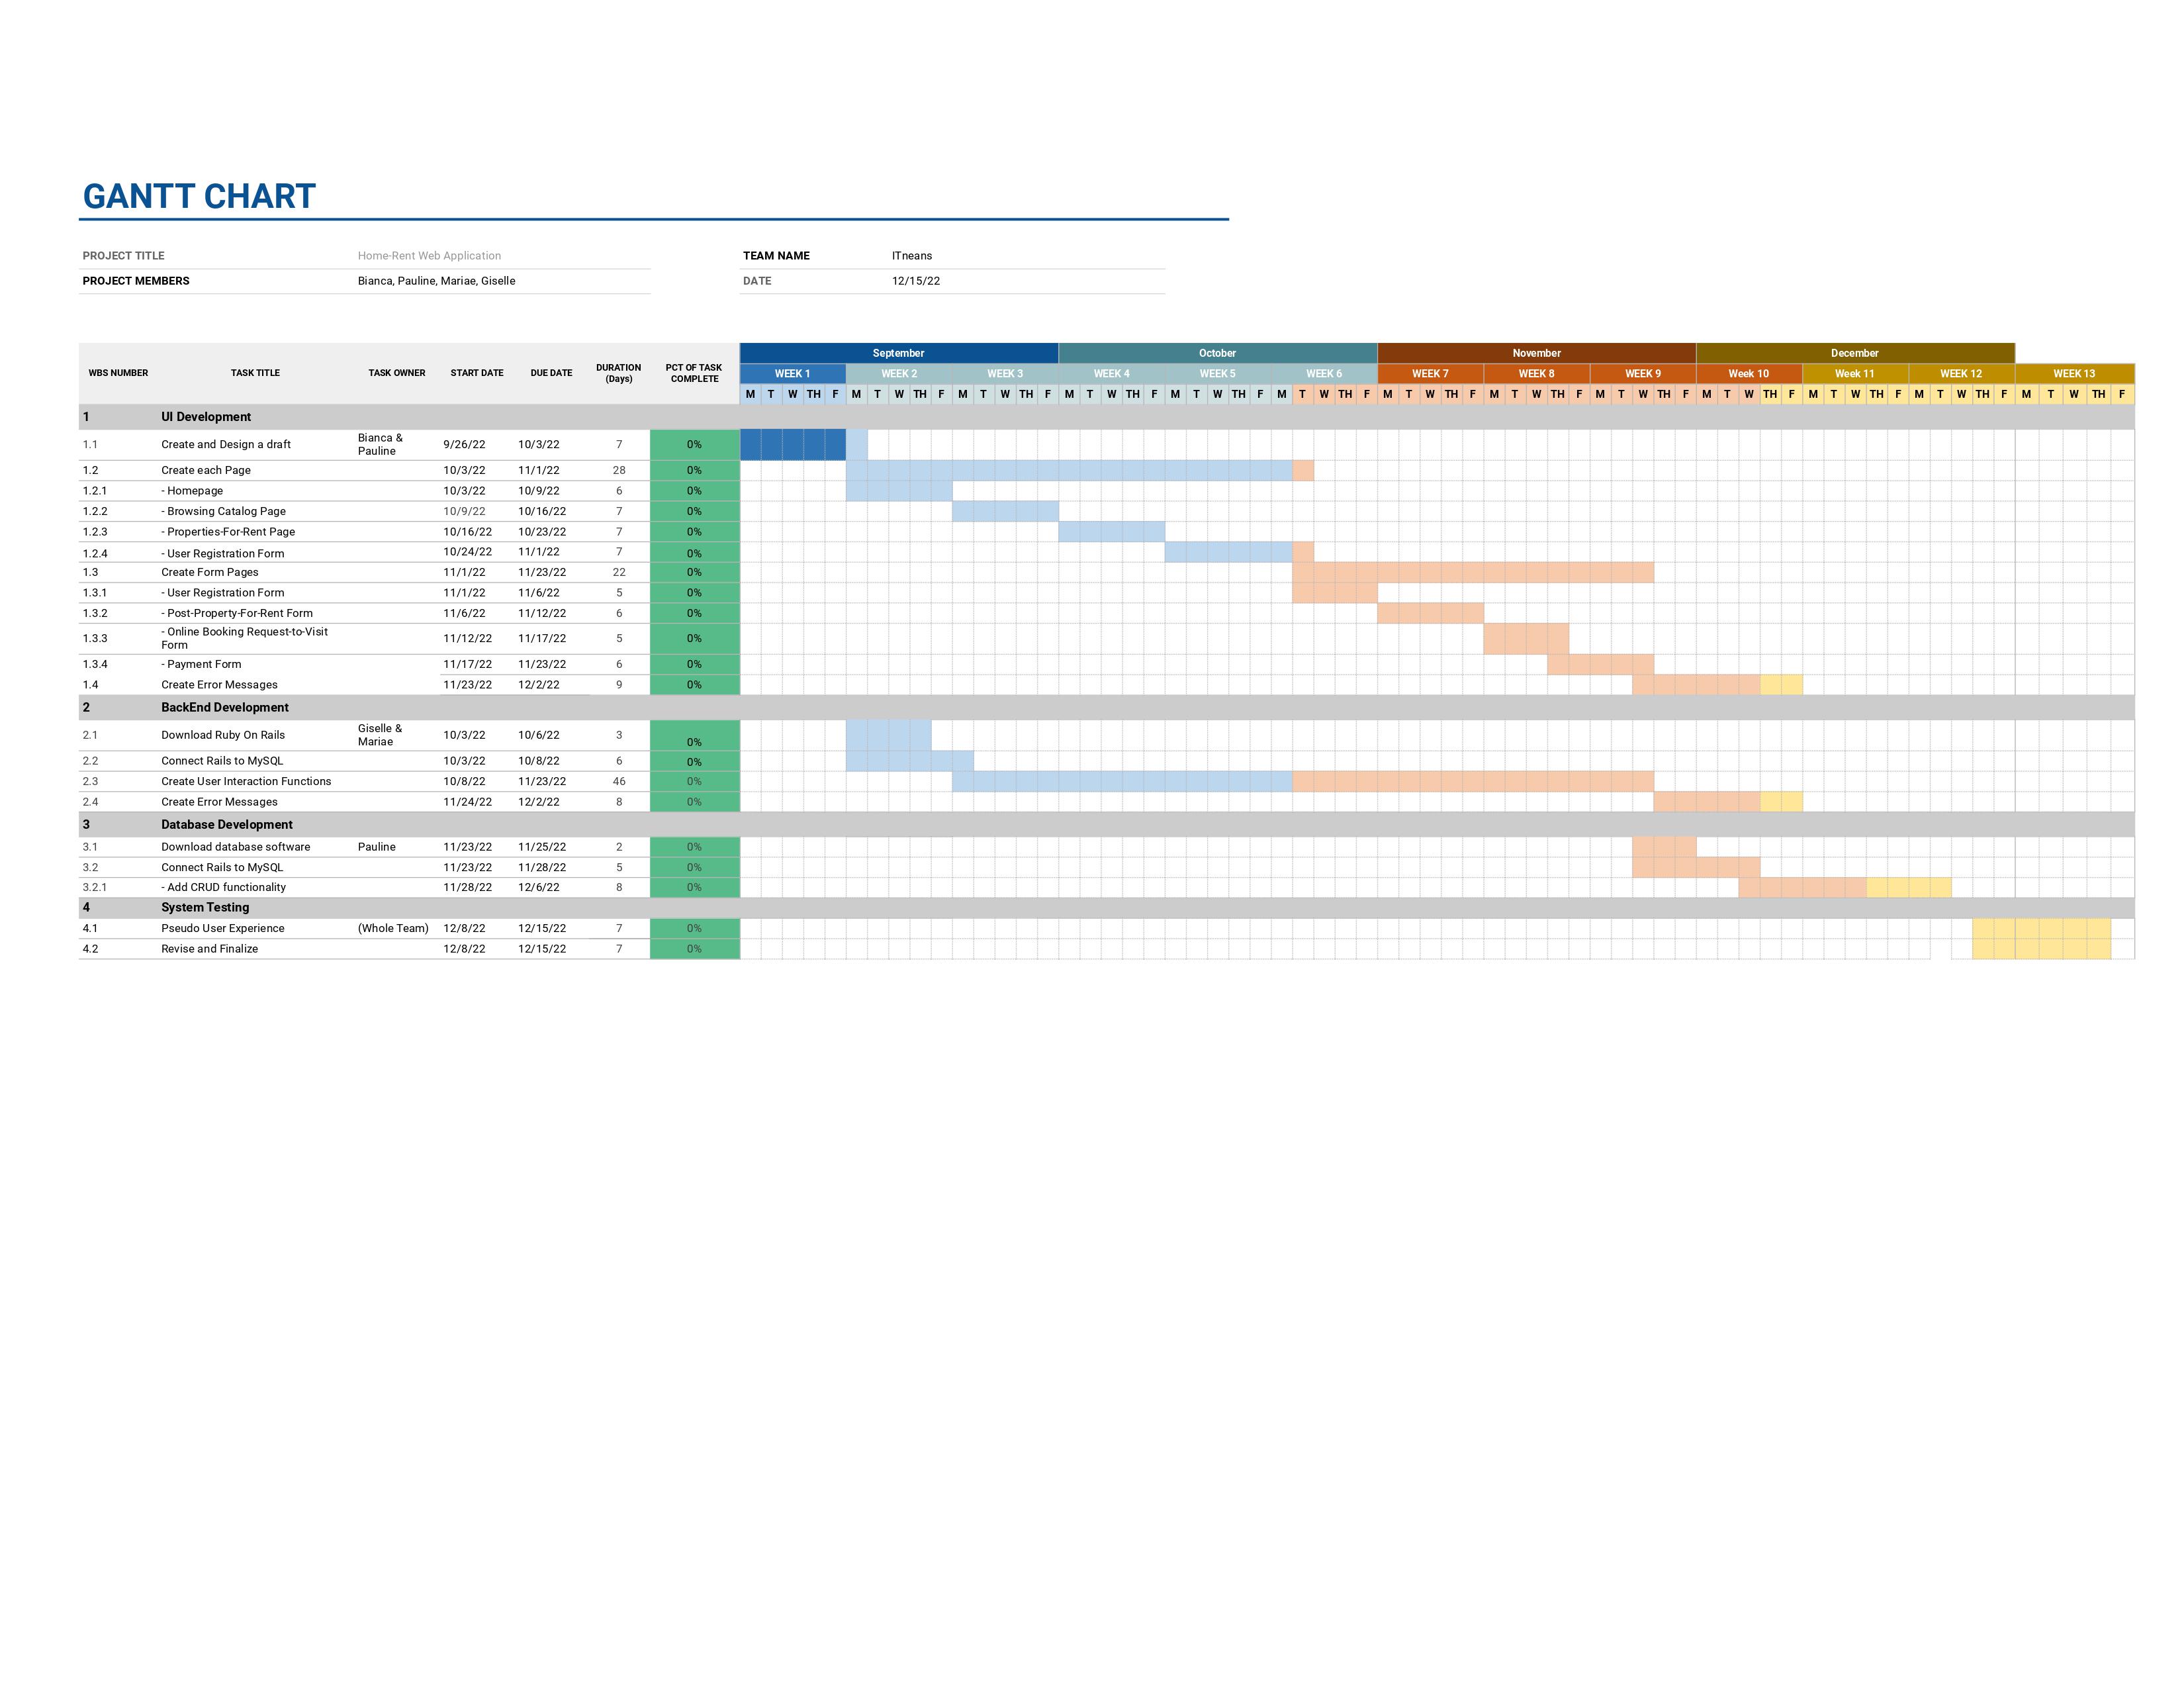 GANTT CHART
PROJECT TITLE Home-Rent Web Application TEAM NAME ITneans
PROJECT MEMBERS Bianca, Pauline, Mariae, Giselle DATE 12/15/22
September October November December
WBS NUMBER TASK TITLE TASK OWNER START DATE DUE DATE DURATION (Days) PCT OF TASK COMPLETE WEEK 1 WEEK 2 WEEK 3 WEEK 4 WEEK 5 WEEK 6 WEEK 7 WEEK 8 WEEK 9 Week 10 Week 11 WEEK 12 WEEK 13
M T W TH F M T W TH F M T W TH F M T W TH F M T W TH F M T W TH F M T W TH F M T W TH F M T W TH F M T W TH F M T W TH F M T W TH F M T W TH F
1 UI Development
1.1 Create and Design a draft Bianca & Pauline 9/26/22 10/3/22 7 0%
1.2 Create each Page 10/3/22 11/1/22 28 0%
1.2.1 - Homepage 10/3/22 10/9/22 6 0%
1.2.2 - Browsing Catalog Page 10/9/22 10/16/22 7 0%
1.2.3 - Properties-For-Rent Page 10/16/22 10/23/22 7 0%
1.2.4 - User Registration Form 10/24/22 11/1/22 7 0%
1.3 Create Form Pages 11/1/22 11/23/22 22 0%
1.3.1 - User Registration Form 11/1/22 11/6/22 5 0%
1.3.2 - Post-Property-For-Rent Form 11/6/22 11/12/22 6 0%
1.3.3 - Online Booking Request-to-Visit Form 11/12/22 11/17/22 5 0%
1.3.4 - Payment Form 11/17/22 11/23/22 6 0%
1.4 Create Error Messages 11/23/22 12/2/22 9 0%
2 BackEnd Development
2.1 Download Ruby On Rails Giselle & Mariae 10/3/22 10/6/22 3 0%
2.2 Connect Rails to MySQL 10/3/22 10/8/22 6 0%
2.3 Create User Interaction Functions 10/8/22 11/23/22 46 0%
2.4 Create Error Messages 11/24/22 12/2/22 8 0%
3 Database Development
3.1 Download database software Pauline 11/23/22 11/25/22 2 0%
3.2 Connect Rails to MySQL 11/23/22 11/28/22 5 0%
3.2.1 - Add CRUD functionality 11/28/22 12/6/22 8 0%
4 System Testing
4.1 Pseudo User Experience (Whole Team) 12/8/22 12/15/22 7 0%
4.2 Revise and Finalize 12/8/22 12/15/22 7 0%